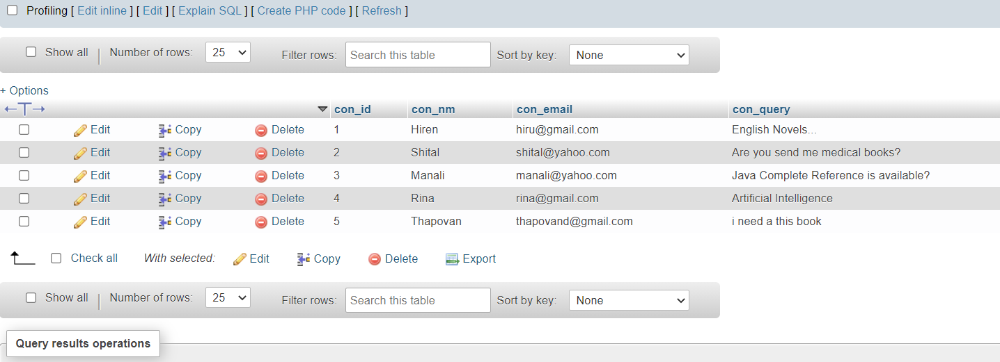 Profiling [ Edit inline ] [ Edit ] [ Explain SQL ] [ Create PHP code ] [ Refresh ]
Show all | Number of rows: 25 Filter rows: Search this table Sort by key: None
+ Options
con_id con_nm con_email con_query
Edit Copy Delete 1 Hiren hiru@gmail.com English Novels...
Edit Copy Delete 2 Shital shital@yahoo.com Are you send me medical books?
Edit Copy Delete 3 Manali manali@yahoo.com Java Complete Reference is available?
Edit Copy Delete 4 Rina rina@gmail.com Artificial Intelligence
Edit Copy Delete 5 Thapovan thapovand@gmail.com i need a this book
Check all With selected: Edit Copy Delete Export
Show all | Number of rows: 25 Filter rows: Search this table Sort by key: None
Query results operations